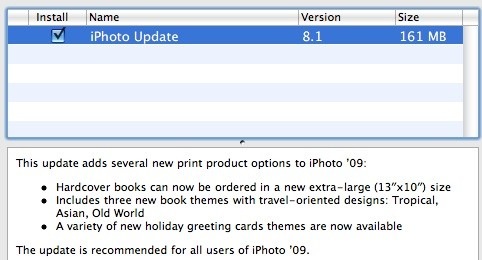 Install Name Version Size
iPhoto Update 8.1 161 MB
This update adds several new print product options to iPhoto '09:
• Hardcover books can now be ordered in a new extra-large (13"x10") size
• Includes three new book themes with travel-oriented designs: Tropical,
Asian, Old World
• A variety of new holiday greeting cards themes are now available
The update is recommended for all users of iPhoto '09.